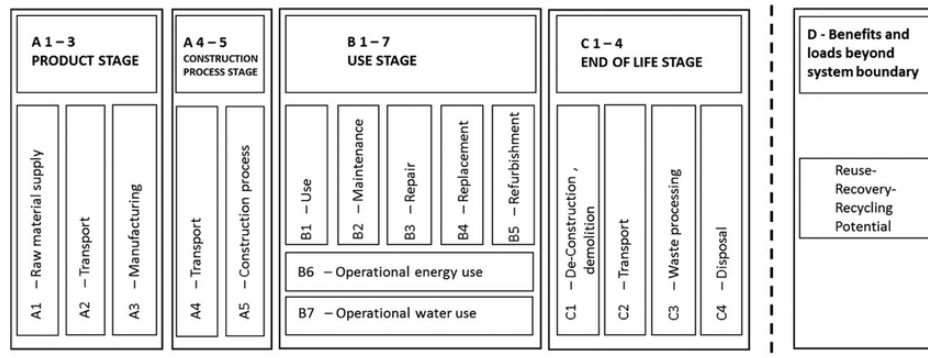 A 1 – 3
PRODUCT STAGE
A1 – Raw material supply
A2 – Transport
A3 – Manufacturing
A 4 – 5
CONSTRUCTION
PROCESS STAGE
A4 – Transport
A5 – Construction process
B 1 – 7
USE STAGE
B1 – Use
B2 – Maintenance
B3 – Repair
B4 – Replacement
B5 – Refurbishment
B6 – Operational energy use
B7 – Operational water use
C 1 – 4
END OF LIFE STAGE
C1 – De-Construction ,
demolition
C2 – Transport
C3 – Waste processing
C4 – Disposal
D - Benefits and
loads beyond
system boundary
Reuse-
Recovery-
Recycling
Potential